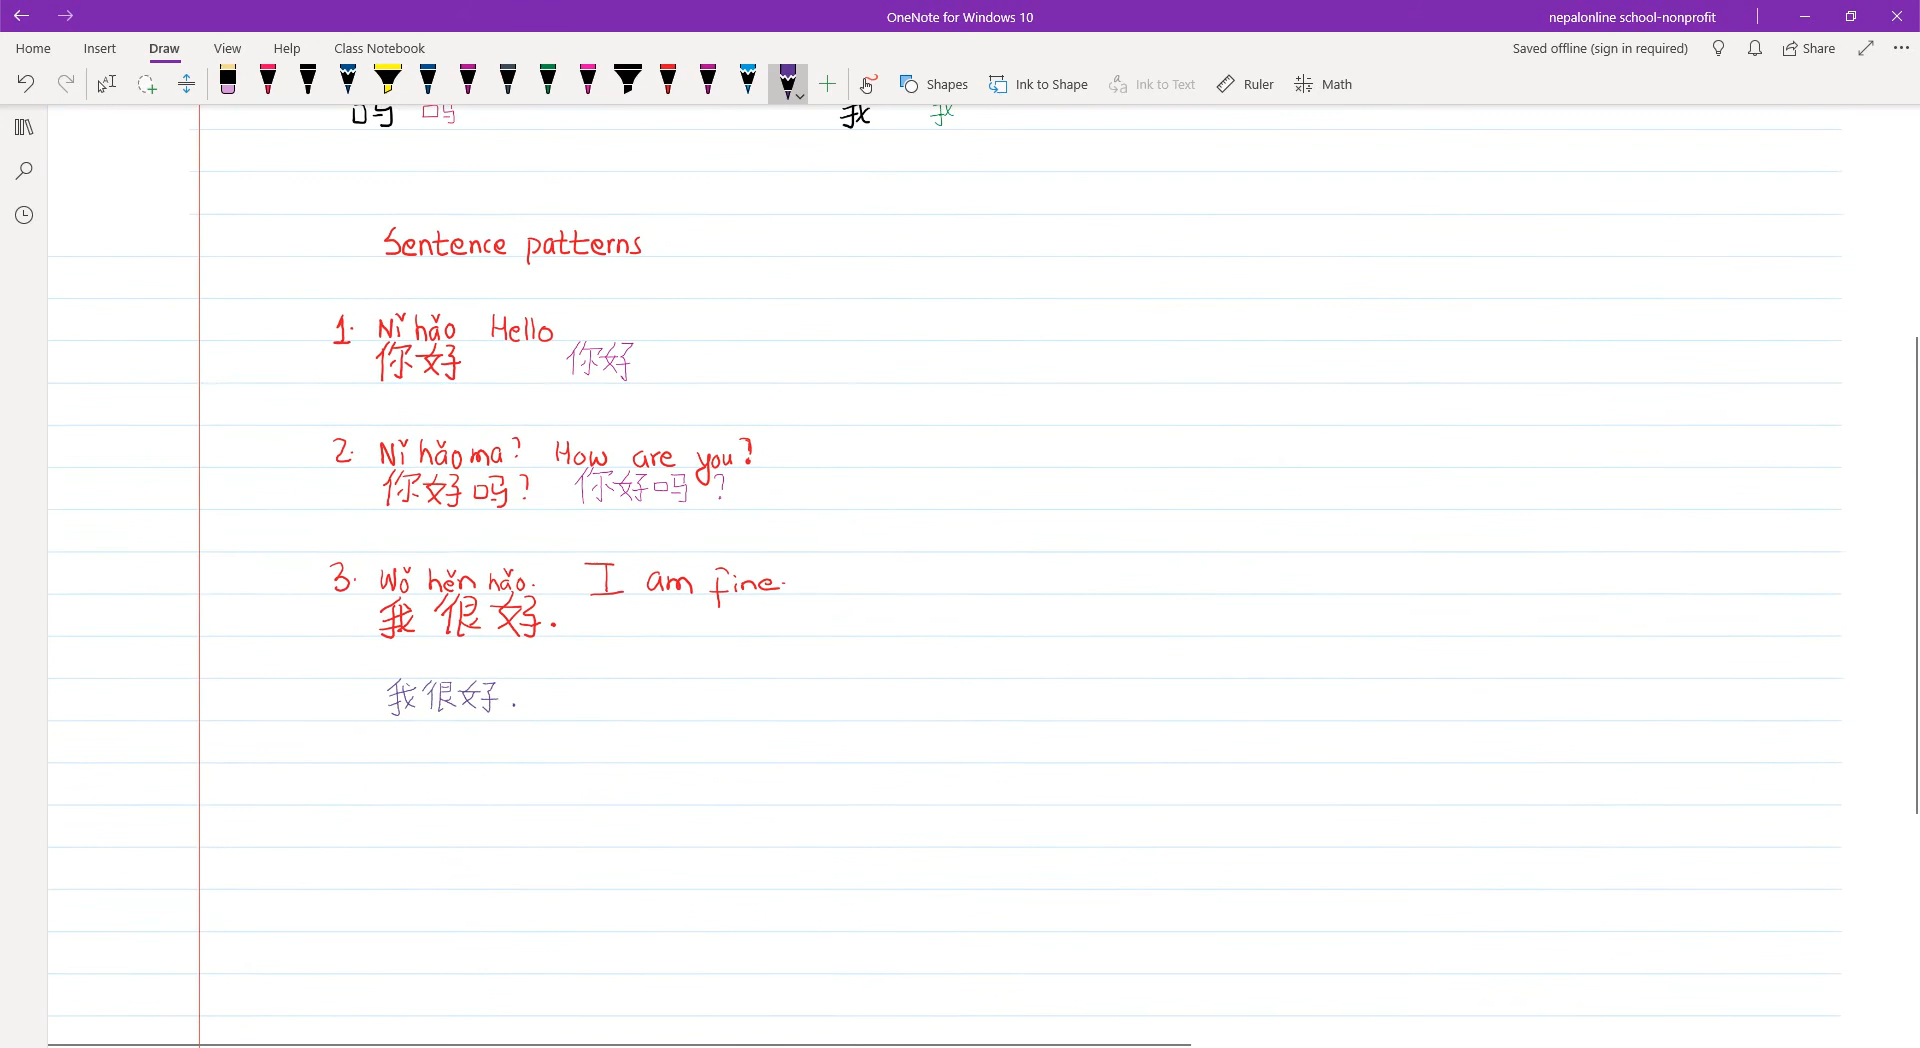 OneNote for Windows 10
nepalonline school-nonprofit
Home Insert Draw View Help Class Notebook
Saved offline (sign in required) Share
Shapes Ink to Shape Ink to Text Ruler Math
吗 吗 我 我
Sentence patterns
1. Nǐ hǎo Hello
你好 你好
2. Nǐ hǎo ma? How are you?
你好吗? 你好吗?
3. Wǒ hěn hǎo. I am fine.
我很好.
我很好.